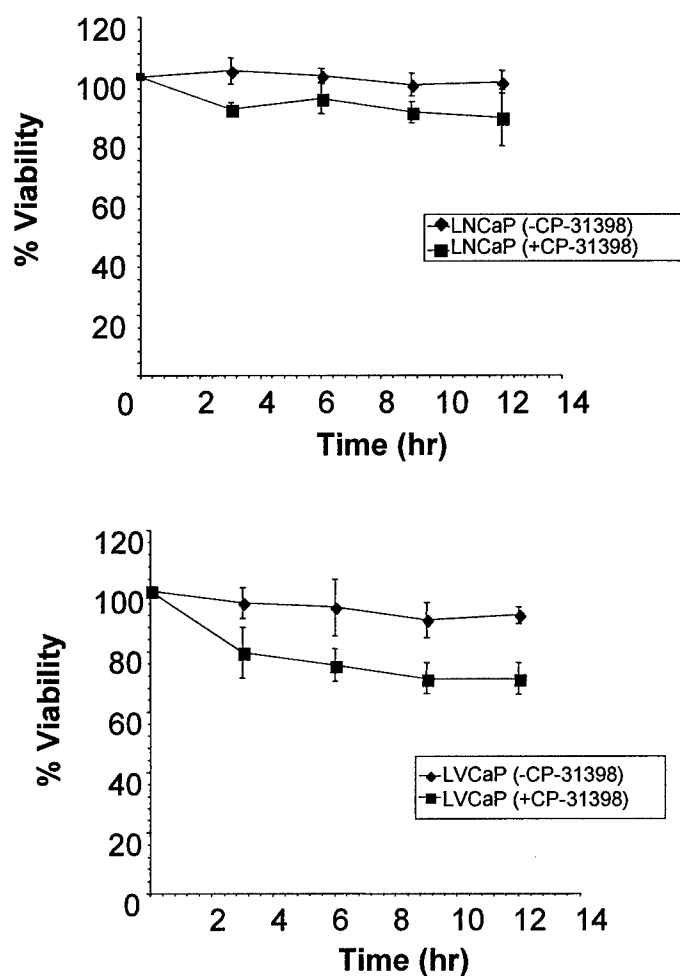 120
100
80
60
40
20
% Viability
LNCaP (-CP-31398)
LNCaP (+CP-31398)
0 2 4 6 8 10 12 14
Time (hr)
120
100
80
60
40
20
0
% Viability
LVCaP (-CP-31398)
LVCaP (+CP-31398)
2 4 6 8 10 12 14
Time (hr)